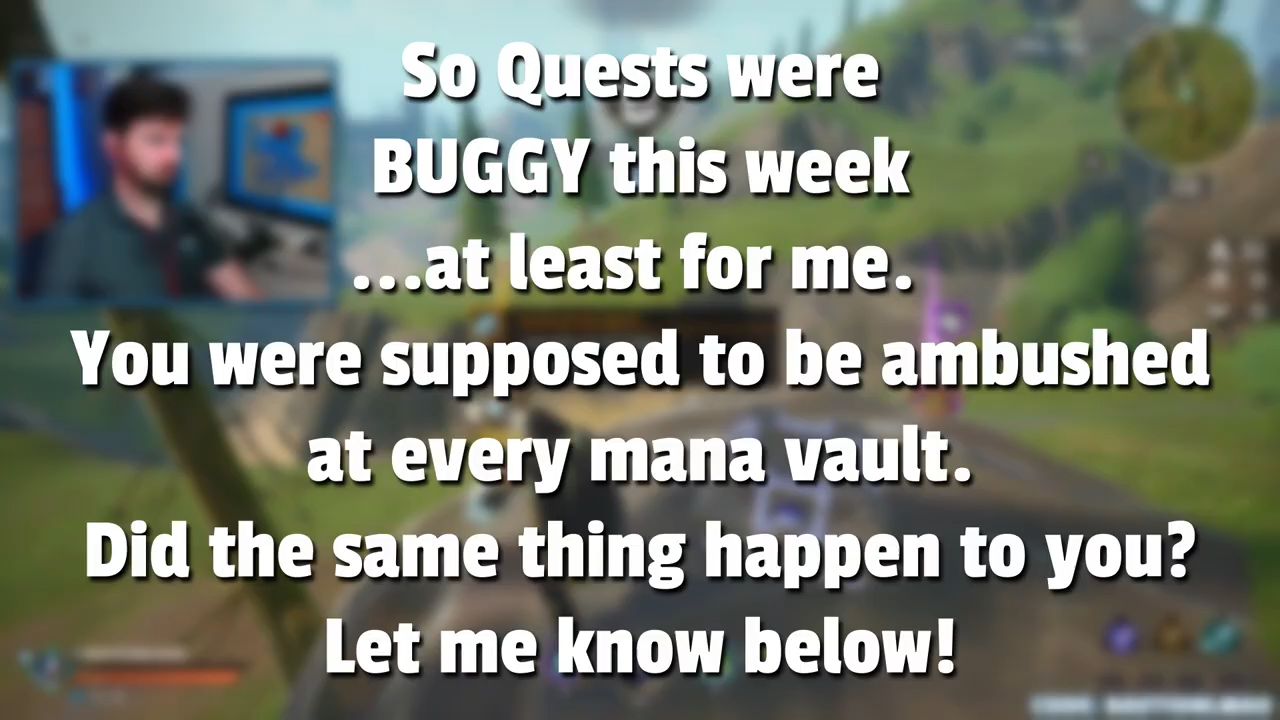 So Quests were
BUGGY this week
...at least for me.
You were supposed to be ambushed
at every mana vault.
Did the same thing happen to you?
Let me know below!